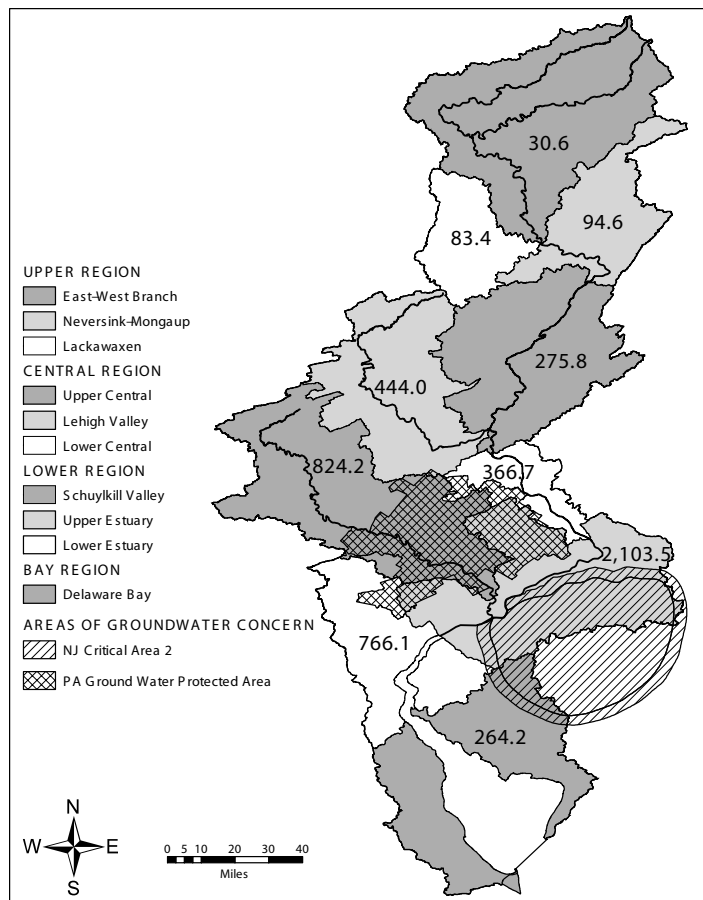 30.6
94.6
83.4
UPPER REGION
East–West Branch
Neversink–Mongaup
Lackawaxen
CENTRAL REGION
Upper Central
Lehigh Valley
Lower Central
LOWER REGION
Schuylkill Valley
Upper Estuary
Lower Estuary
BAY REGION
Delaware Bay
AREAS OF GROUNDWATER CONCERN
NJ Critical Area 2
PA Ground Water Protected Area
275.8
444.0
824.2
366.7
2,103.5
766.1
264.2
N
W E
S
0 5 10 20 30 40
Miles